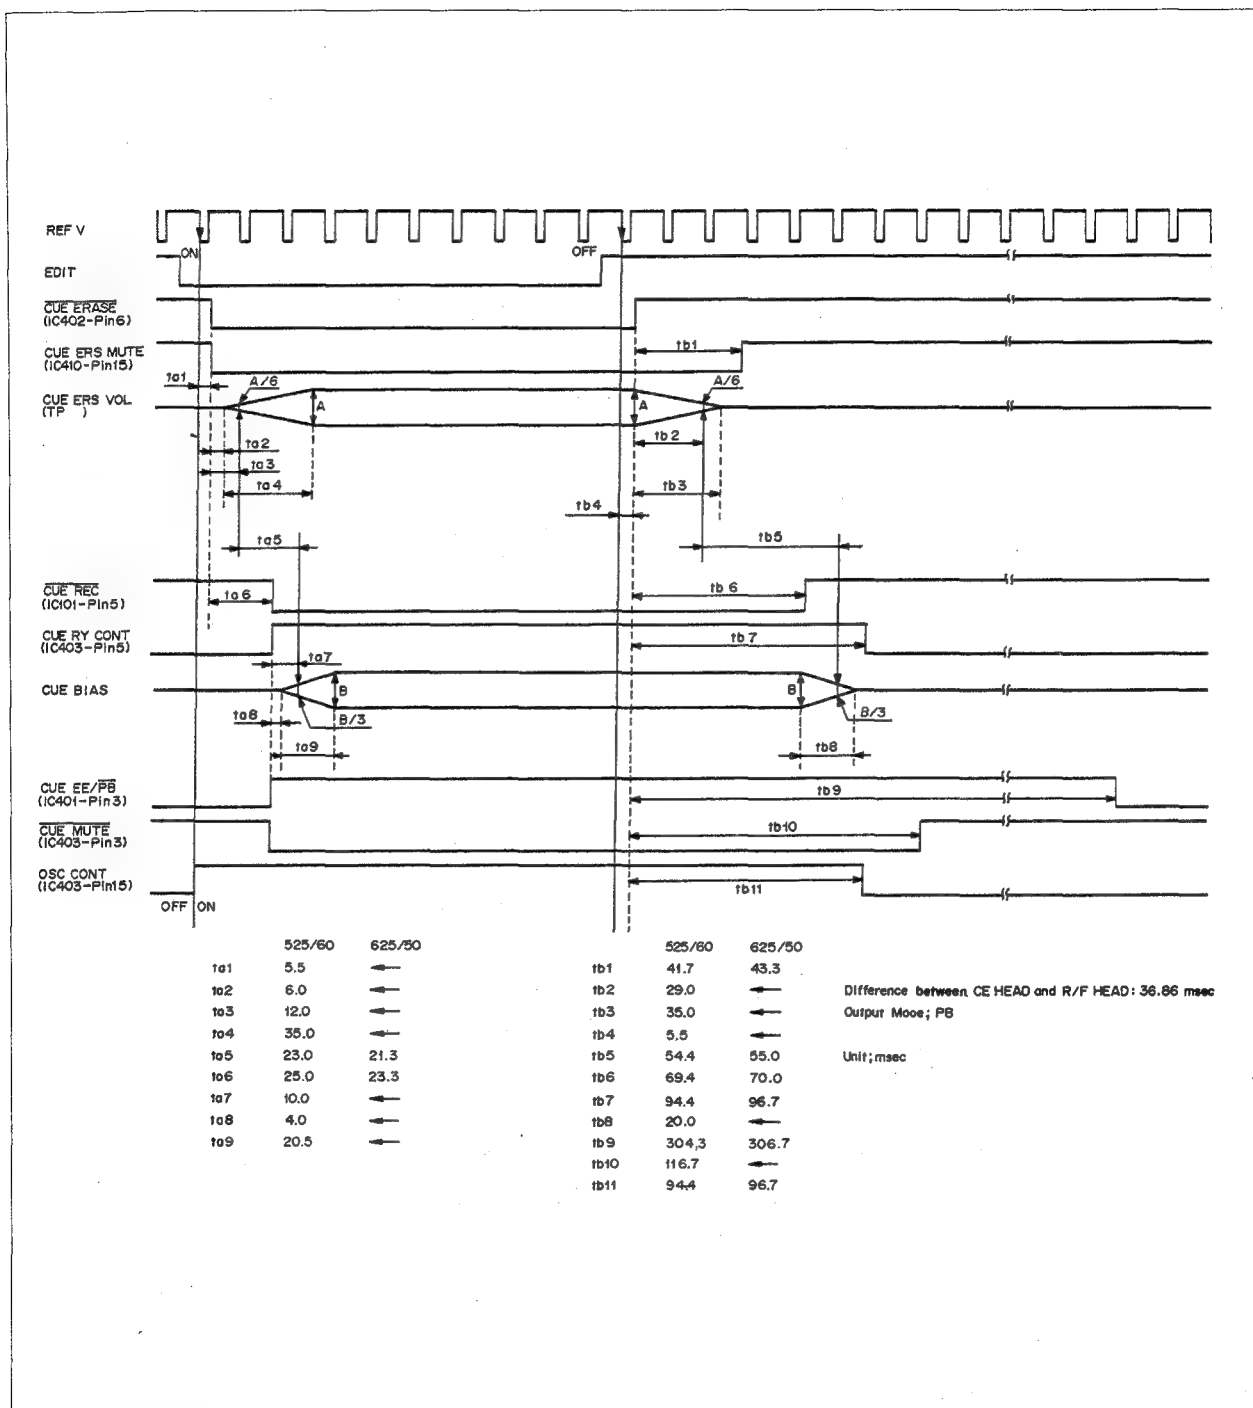 REF V
ON
OFF
EDIT
CUE ERASE
(IC402-Pin6)
CUE ERS MUTE
(IC410-Pin15)
tb1
ta1
A/6
A/6
CUE ERS VOL
(TP )
A
A
ta2
tb2
ta3
ta4
tb3
tb4
ta5
tb5
CUE REC
(IC101-Pin5)
ta6
tb6
CUE RY CONT
(IC403-Pin5)
tb7
ta7
CUE BIAS
B
B
ta8
B/3
B/3
ta9
tb8
CUE EE/PB
(IC401-Pin3)
tb9
CUE MUTE
(IC403-Pin3)
tb10
OSC CONT
(IC403-Pin15)
tb11
OFF ON
525/60 625/50
ta1 5.5 ←
ta2 6.0 ←
ta3 12.0 ←
ta4 35.0 ←
ta5 23.0 21.3
ta6 25.0 23.3
ta7 10.0 ←
ta8 4.0 ←
ta9 20.5 ←
525/60 625/50
tb1 41.7 43.3
tb2 29.0 ←
tb3 35.0 ←
tb4 5.5 ←
tb5 54.4 55.0
tb6 69.4 70.0
tb7 94.4 96.7
tb8 20.0 ←
tb9 304,3 306.7
tb10 116.7 ←
tb11 94.4 96.7
Difference between CE HEAD and R/F HEAD: 36.86 msec
Output Mode; PB
Unit; msec